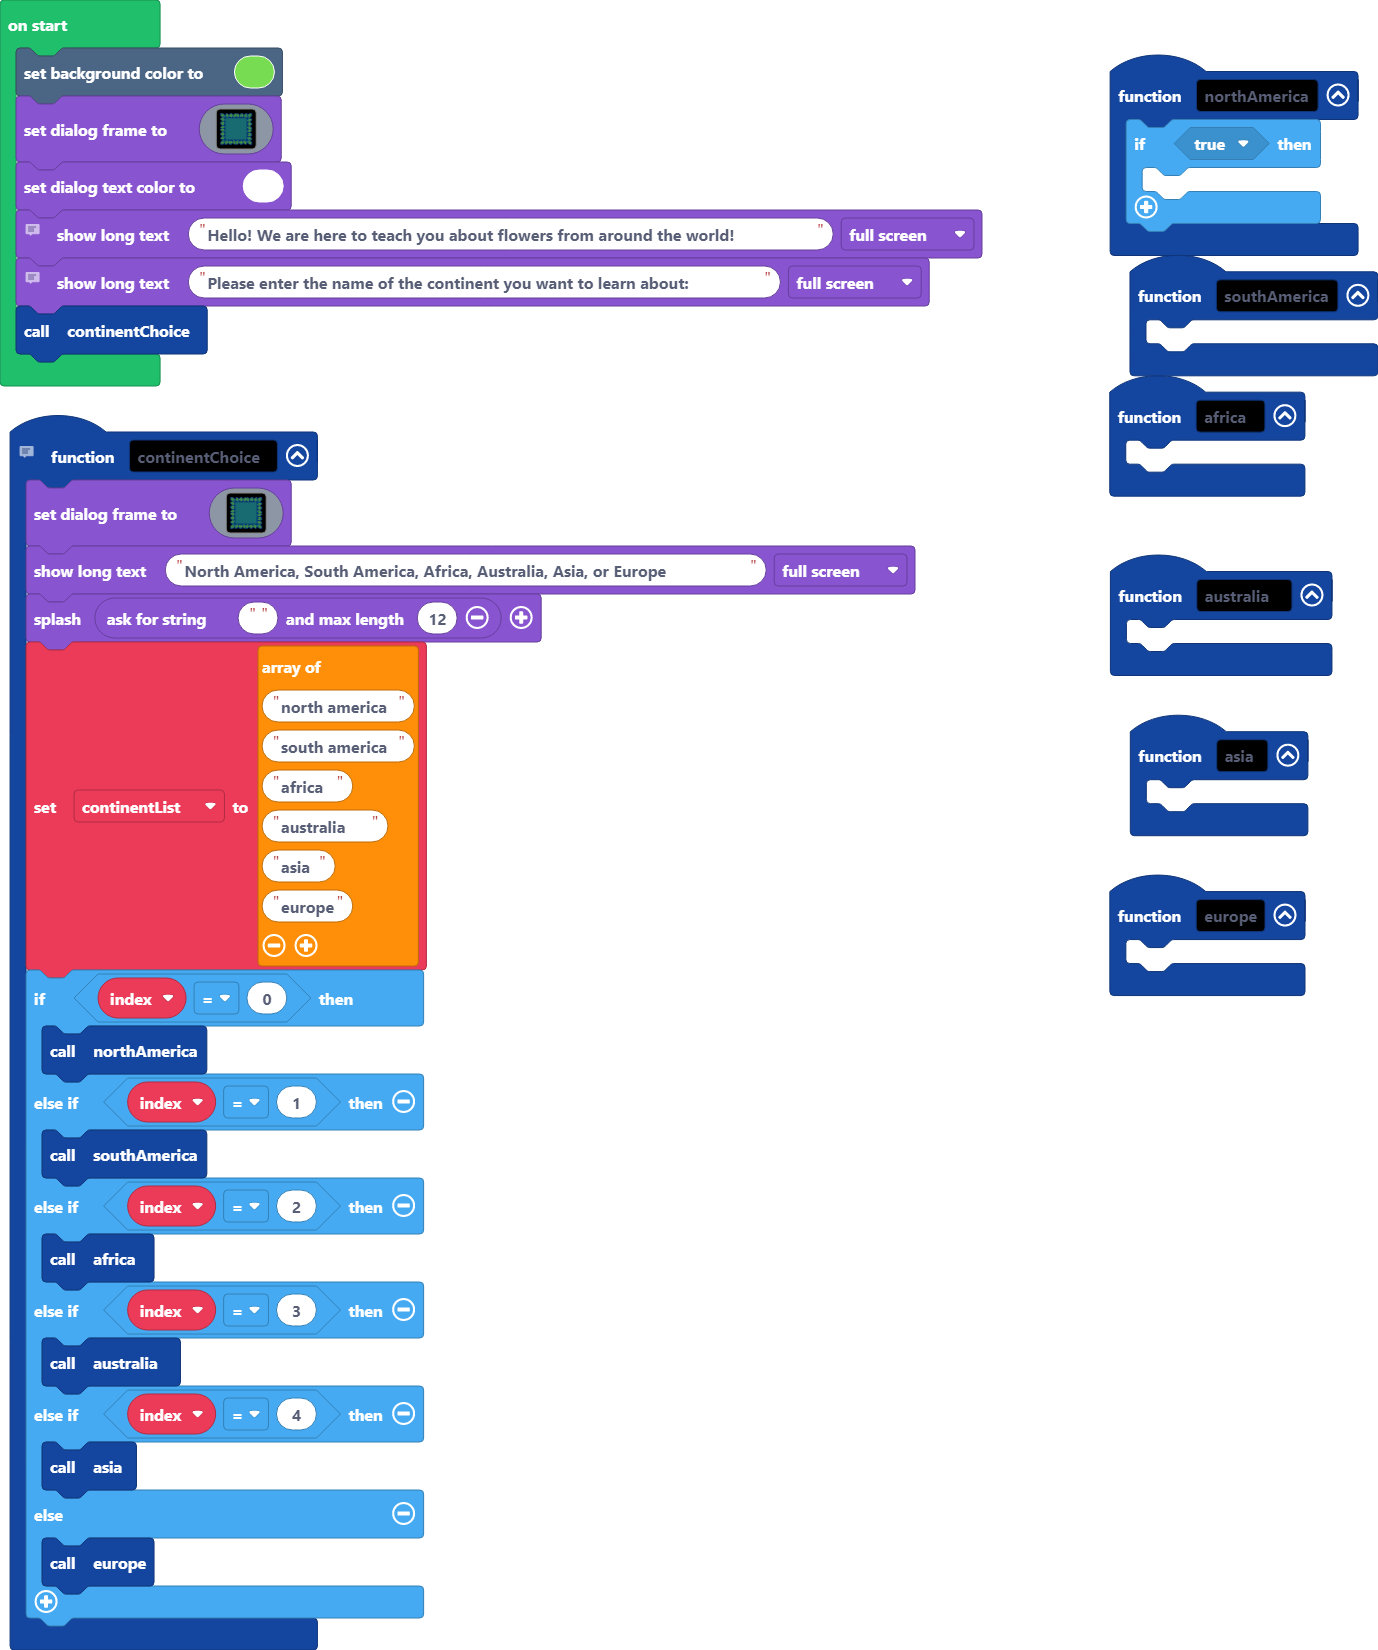 on start
set background color to
set dialog frame to
set dialog text color to
show long text "Hello! We are here to teach you about flowers from around the world!" full screen
show long text "Please enter the name of the continent you want to learn about:" full screen
call continentChoice
function continentChoice
set dialog frame to
show long text "North America, South America, Africa, Australia, Asia, or Europe" full screen
splash ask for string " " and max length 12
set continentList to array of
"north america"
"south america"
"africa"
"australia"
"asia"
"europe"
if index = 0 then
call northAmerica
else if index = 1 then
call southAmerica
else if index = 2 then
call africa
else if index = 3 then
call australia
else if index = 4 then
call asia
else
call europe
function northAmerica
if true then
function southAmerica
function africa
function australia
function asia
function europe